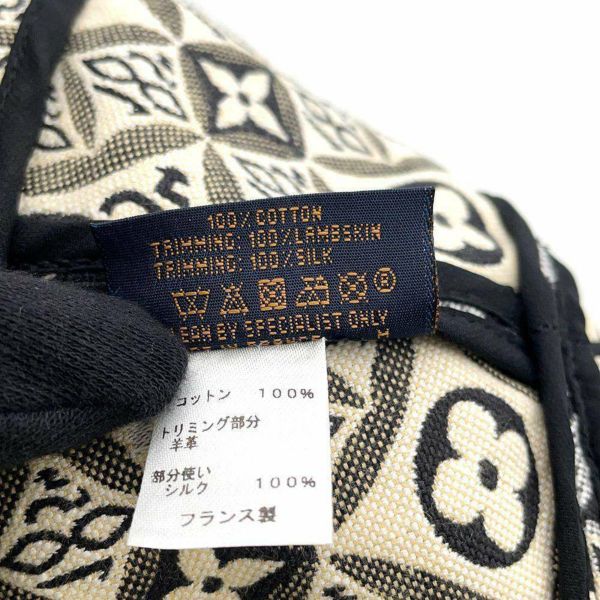 100% COTTON
TRIMMING: 100% LAMBSKIN
TRIMMING: 100% SILK
BY SPECIALIST ONLY
コットン 100%
トリミング部分
羊革
部分使い
シルク 100%
フランス製